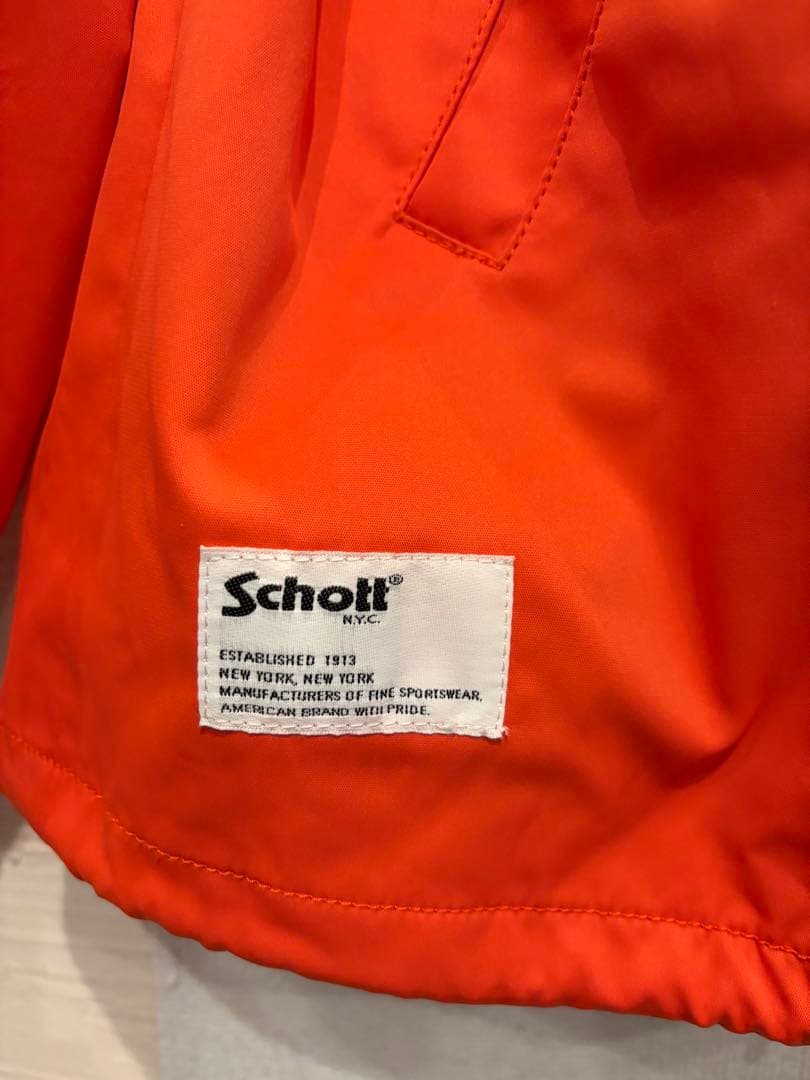 Schott®
N.Y.C.
ESTABLISHED 1913
NEW YORK, NEW YORK
MANUFACTURERS OF FINE SPORTSWEAR,
AMERICAN BRAND WITH PRIDE.